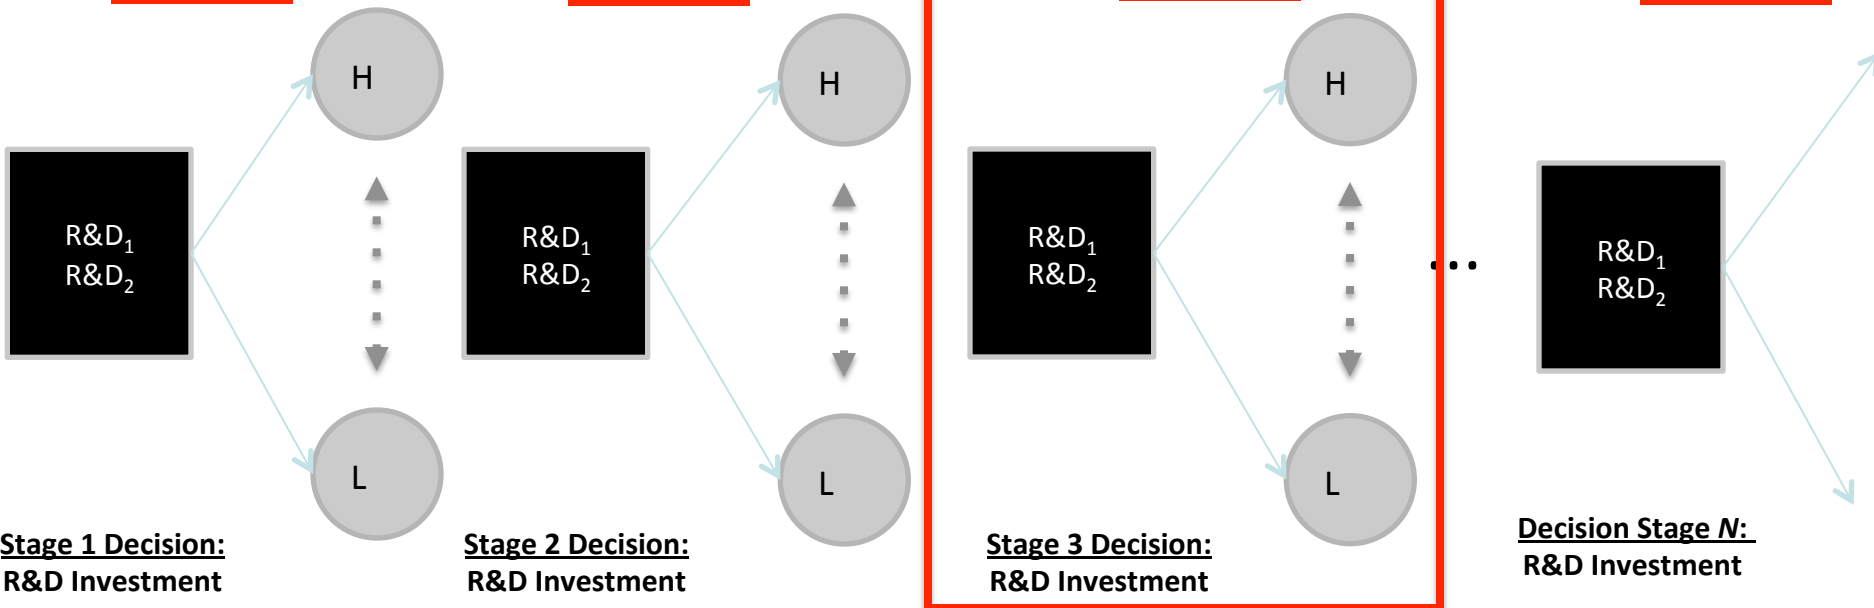 H
R&D₁
R&D₂
L
Stage 1 Decision:
R&D Investment
H
R&D₁
R&D₂
L
Stage 2 Decision:
R&D Investment
H
R&D₁
R&D₂
L
Stage 3 Decision:
R&D Investment
...
R&D₁
R&D₂
Decision Stage N:
R&D Investment